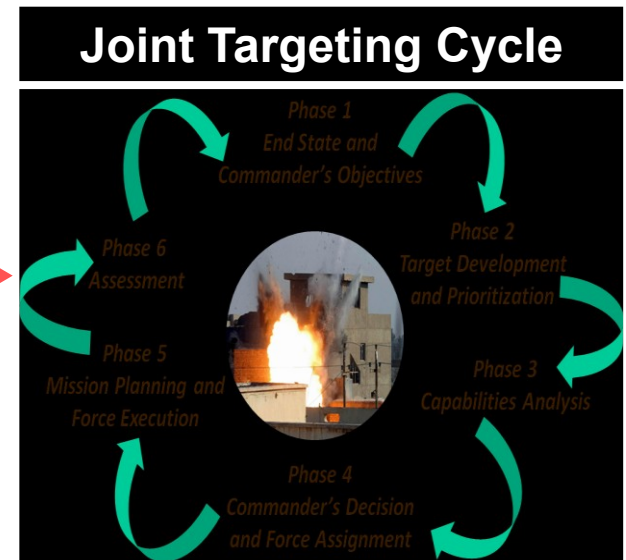 Joint Targeting Cycle
Phase 1
End State and
Commander's Objectives
Phase 2
Target Development
and Prioritization
Phase 3
Capabilities Analysis
Phase 4
Commander's Decision
and Force Assignment
Phase 5
Mission Planning and
Force Execution
Phase 6
Assessment